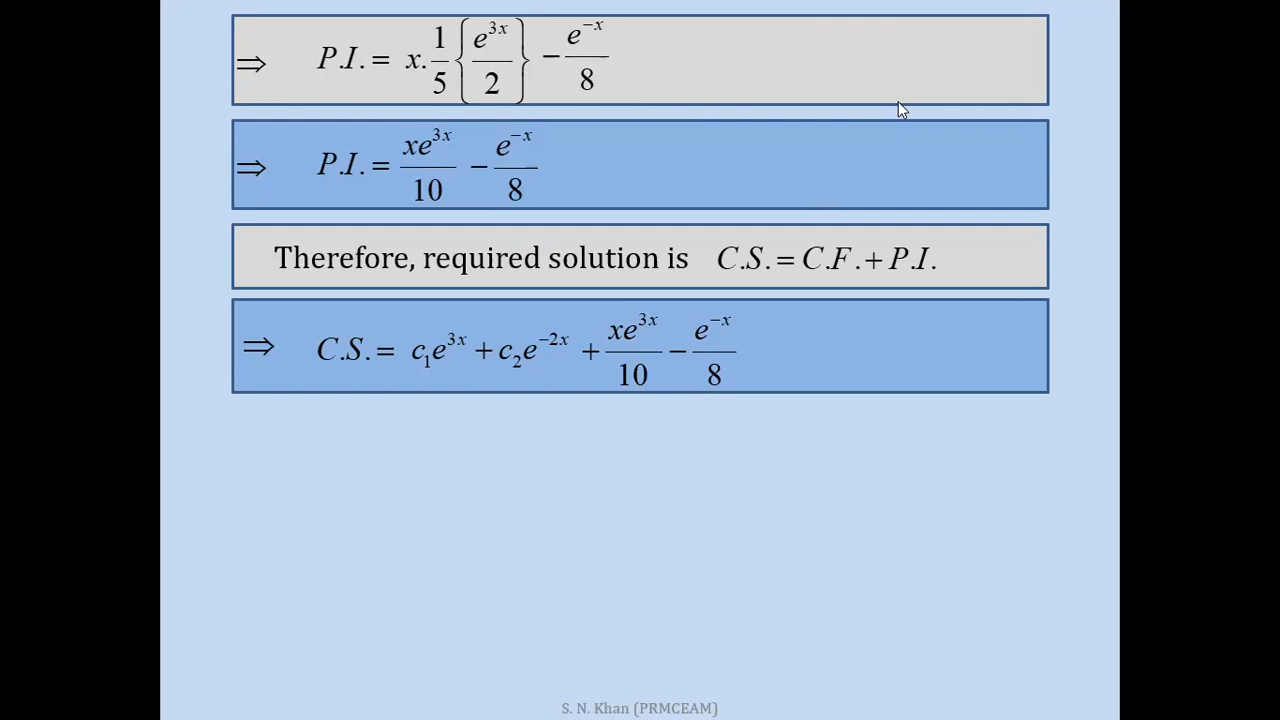 ⇒ P.I. = x. 1/5 {e^{3x}/2} − e^{−x}/8
⇒ P.I. = xe^{3x}/10 − e^{−x}/8
Therefore, required solution is C.S. = C.F. + P.I.
⇒ C.S. = c₁e^{3x} + c₂e^{−2x} + xe^{3x}/10 − e^{−x}/8
S. N. Khan (PRMCEAM)